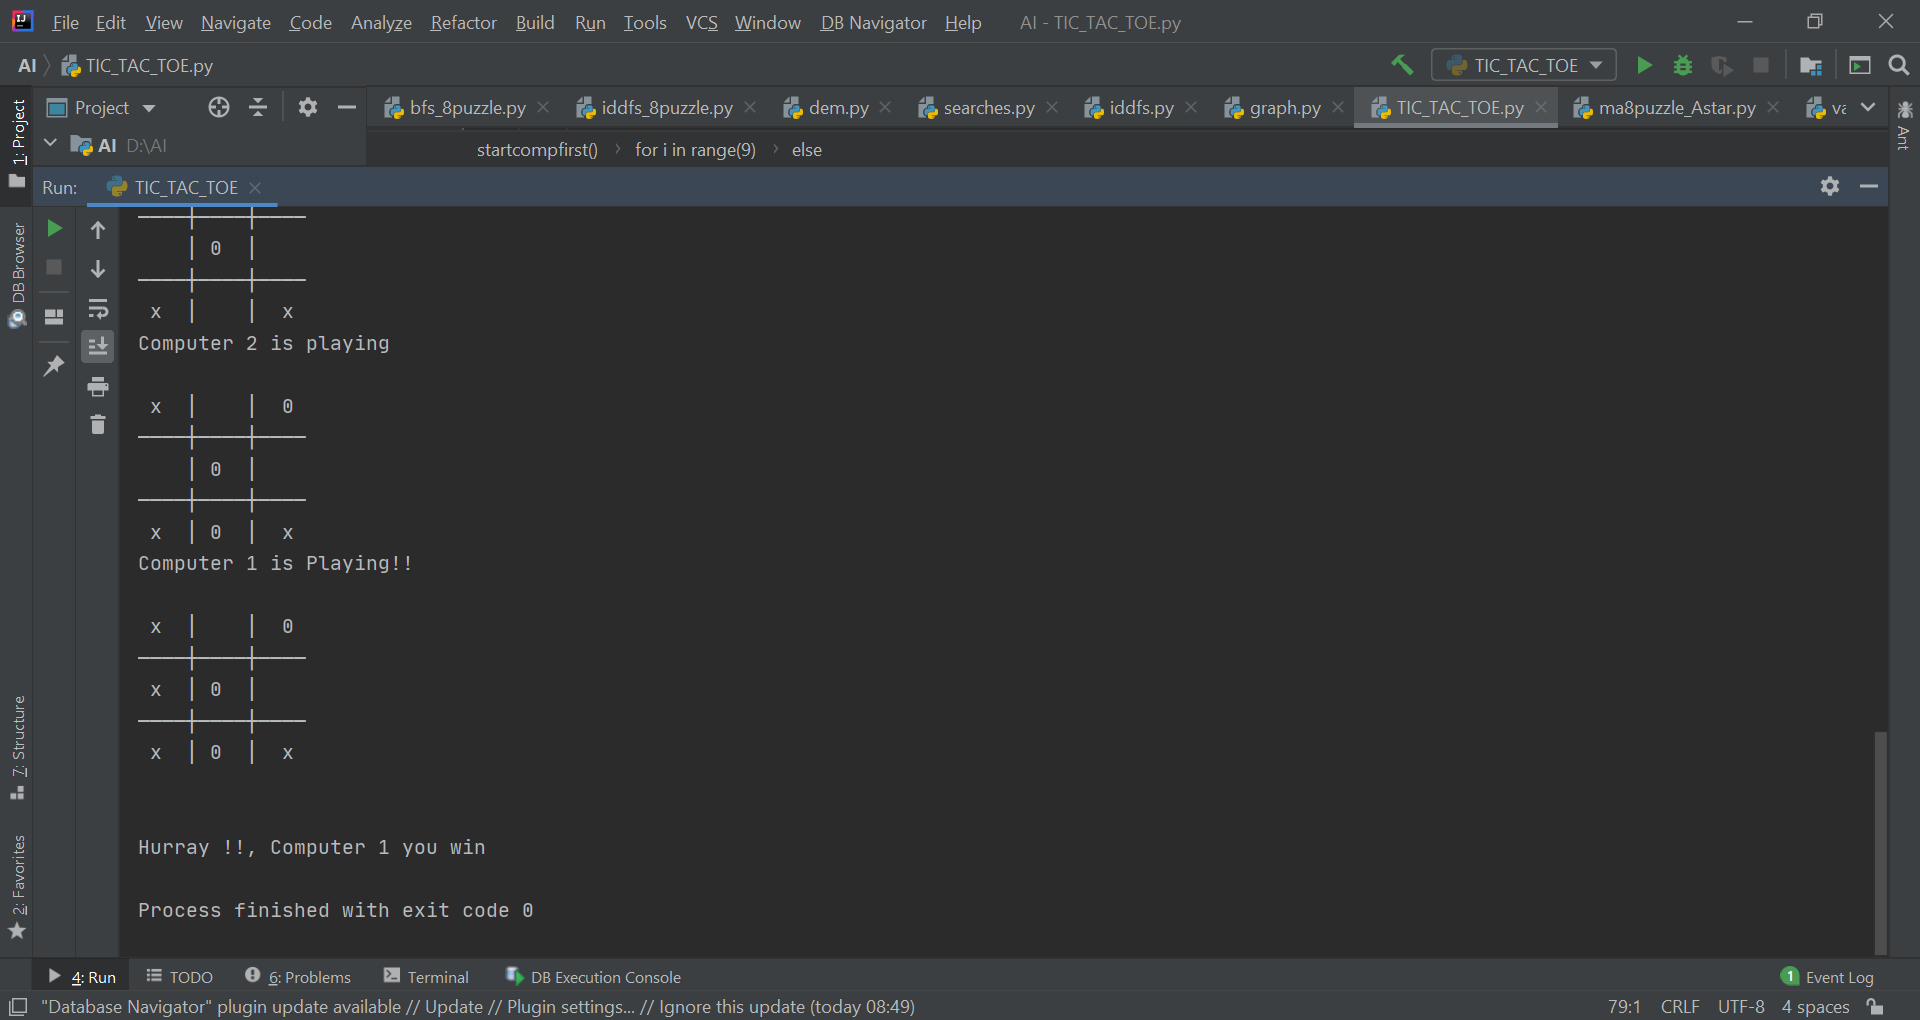 File Edit View Navigate Code Analyze Refactor Build Run Tools VCS Window DB Navigator Help AI - TIC_TAC_TOE.py
AI TIC_TAC_TOE.py TIC_TAC_TOE
1: Project
Project bfs_8puzzle.py iddfs_8puzzle.py dem.py searches.py iddfs.py graph.py TIC_TAC_TOE.py ma8puzzle_Astar.py va
Ant
AI D:\AI startcompfirst() › for i in range(9) › else
Run: TIC_TAC_TOE
DB Browser
────┼────┼────
    | 0  |
────┼────┼────
 x  |    |  x
Computer 2 is playing
 x  |    |  0
────┼────┼────
    | 0  |
────┼────┼────
 x  | 0  |  x
Computer 1 is Playing!!
 x  |    |  0
────┼────┼────
 x  | 0  |
────┼────┼────
 x  | 0  |  x
7: Structure
Hurray !!, Computer 1 you win
2: Favorites
Process finished with exit code 0
4: Run TODO 6: Problems Terminal DB Execution Console 1 Event Log
"Database Navigator" plugin update available // Update // Plugin settings... // Ignore this update (today 08:49) 79:1 CRLF UTF-8 4 spaces